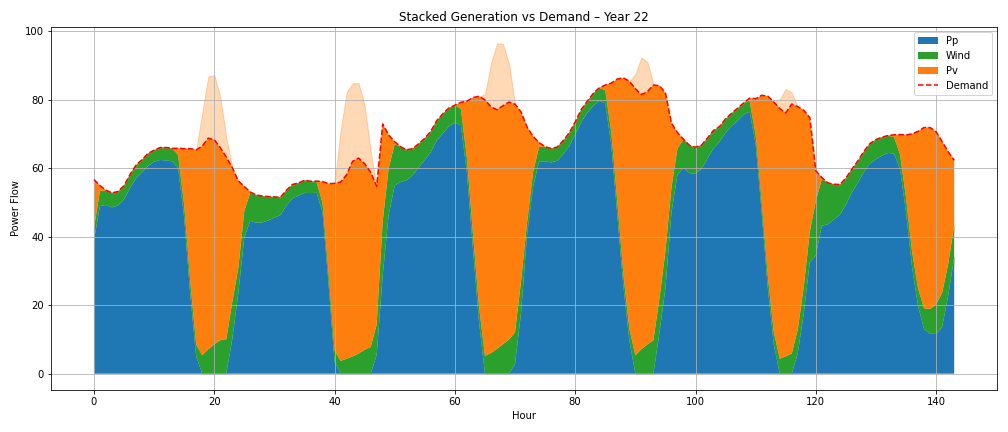 Stacked Generation vs Demand – Year 22
Pp
Wind
Pv
Demand
Power Flow
100
80
60
40
20
0
0 20 40 60 80 100 120 140
Hour